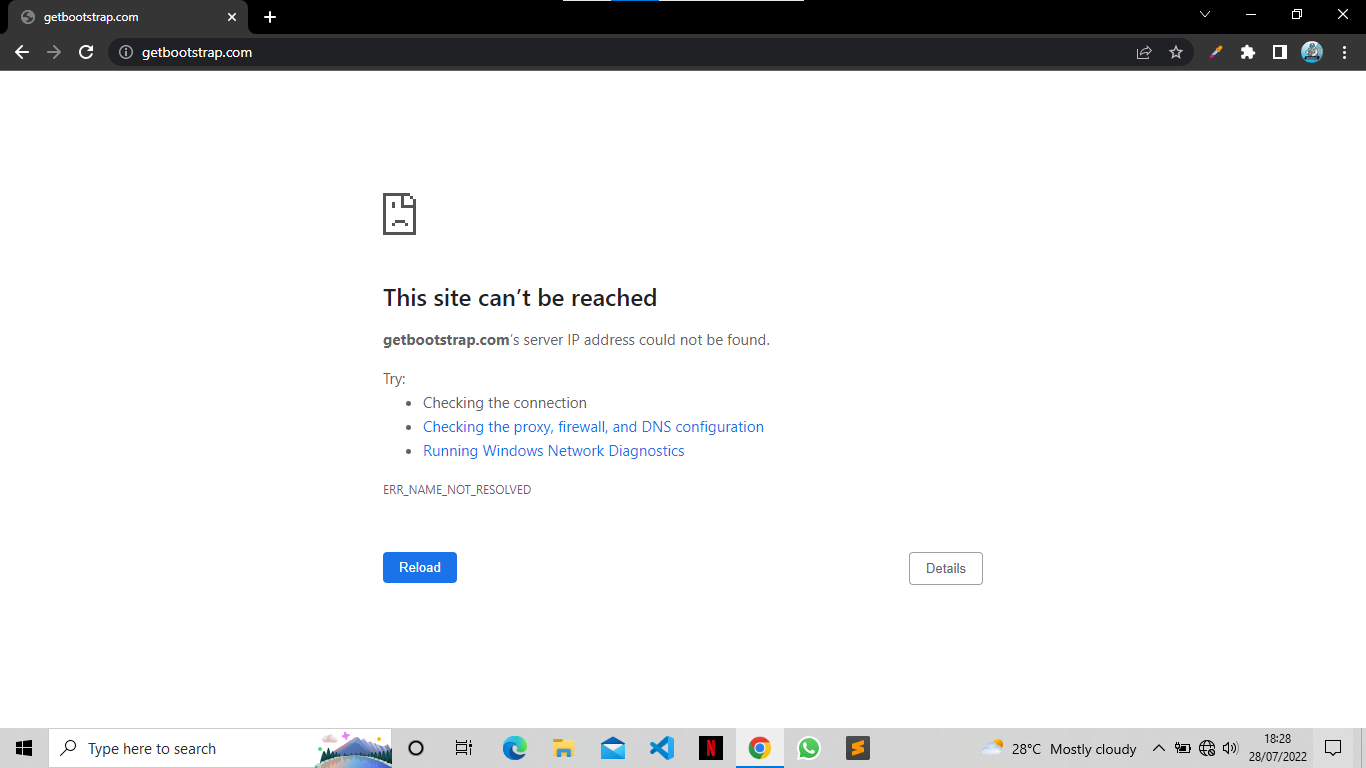 getbootstrap.com
getbootstrap.com
This site can’t be reached
getbootstrap.com’s server IP address could not be found.
Try:
Checking the connection
Checking the proxy, firewall, and DNS configuration
Running Windows Network Diagnostics
ERR_NAME_NOT_RESOLVED
Reload
Details
Type here to search
N
28°C Mostly cloudy
18:28
28/07/2022